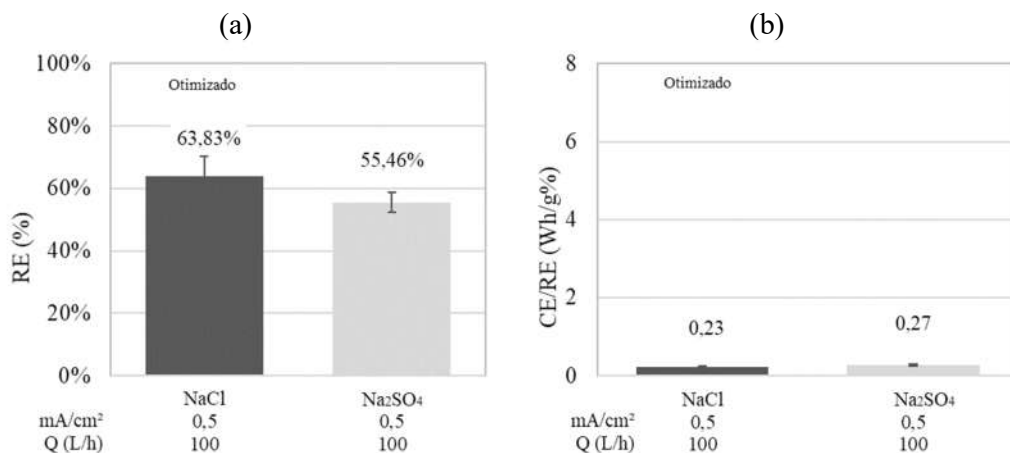 (a)
100%
80%
60%
40%
20%
0%
RE (%)
Otimizado
63,83%
55,46%
NaCl
Na₂SO₄
mA/cm²
0,5
0,5
Q (L/h)
100
100
(b)
8
6
4
2
0
CE/RE (Wh/g%)
Otimizado
0,23
0,27
NaCl
Na₂SO₄
mA/cm²
0,5
0,5
Q (L/h)
100
100